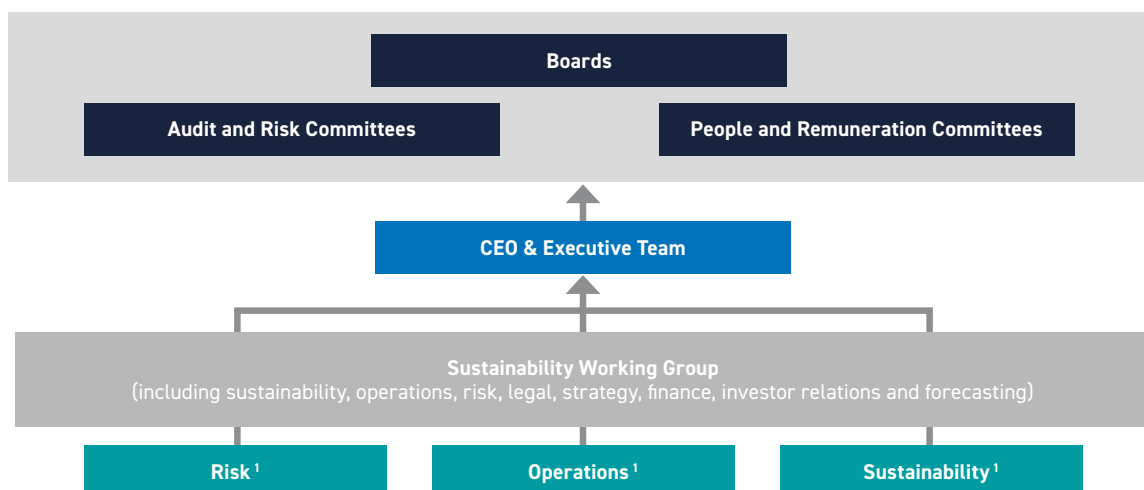 Boards
Audit and Risk Committees
People and Remuneration Committees
CEO & Executive Team
Sustainability Working Group
(including sustainability, operations, risk, legal, strategy, finance, investor relations and forecasting)
Risk ¹
Operations ¹
Sustainability ¹